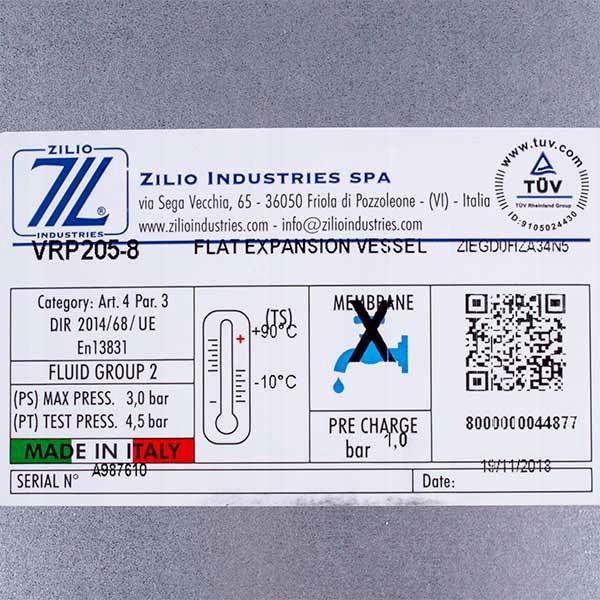 ZILIO
ZIL®
INDUSTRIES
ZILIO INDUSTRIES SPA
via Sega Vecchia, 65 - 36050 Friola di Pozzoleone - (VI) - Italia
www.zilioindustries.com - info@zilioindustries.com
www.tuv.com
TÜV
TÜV Rheinland Group
ID:9105024430
VRP205-8 FLAT EXPANSION VESSEL ZIEGD0FIZA34N5
Category: Art. 4 Par. 3
DIR 2014/68/UE
En13831
FLUID GROUP 2
(PS) MAX PRESS. 3,0 bar
(PT) TEST PRESS. 4,5 bar
MADE IN ITALY
(TS)
+
+90°C
-10°C
MEMBRANE
X
PRE CHARGE
bar 1,0
8000000044877
SERIAL N° A987610
Date: 19/11/2018